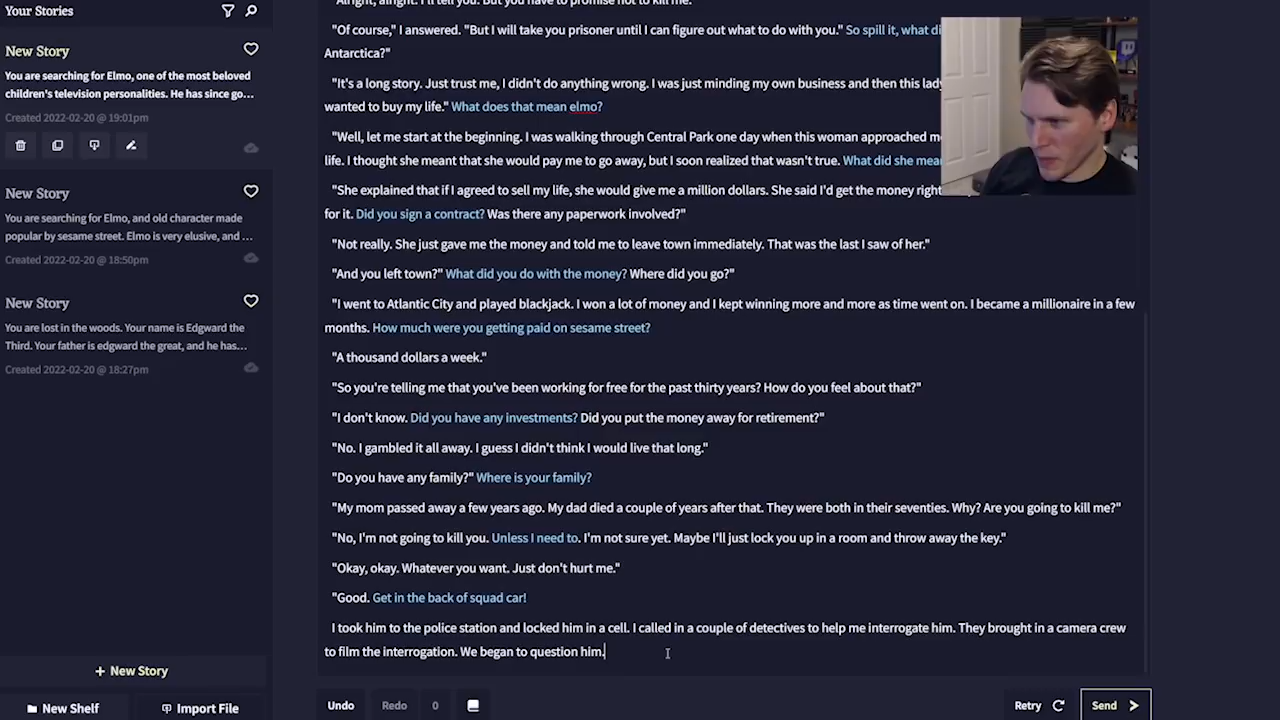 Your Stories
New Story
You are searching for Elmo, one of the most beloved
children's television personalities. He has since go...
Created 2022-02-20 @ 19:01pm
New Story
You are searching for Elmo, and old character made
popular by sesame street. Elmo is very elusive, and ...
Created 2022-02-20 @ 18:50pm
New Story
You are lost in the woods. Your name is Edgward the
Third. Your father is edgward the great, and he has...
Created 2022-02-20 @ 18:27pm
+ New Story
New Shelf
Import File
"Alright, alright. I'll tell you. But you have to promise not to kill me."
"Of course," I answered. "But I will take you prisoner until I can figure out what to do with you." So spill it, what di
Antarctica?"
"It's a long story. Just trust me, I didn't do anything wrong. I was just minding my own business and then this lady
wanted to buy my life." What does that mean elmo?
"Well, let me start at the beginning. I was walking through Central Park one day when this woman approached me
life. I thought she meant that she would pay me to go away, but I soon realized that wasn't true. What did she mean
"She explained that if I agreed to sell my life, she would give me a million dollars. She said I'd get the money right
for it. Did you sign a contract? Was there any paperwork involved?"
"Not really. She just gave me the money and told me to leave town immediately. That was the last I saw of her."
"And you left town?" What did you do with the money? Where did you go?"
"I went to Atlantic City and played blackjack. I won a lot of money and I kept winning more and more as time went on. I became a millionaire in a few
months. How much were you getting paid on sesame street?
"A thousand dollars a week."
"So you're telling me that you've been working for free for the past thirty years? How do you feel about that?"
"I don't know. Did you have any investments? Did you put the money away for retirement?"
"No. I gambled it all away. I guess I didn't think I would live that long."
"Do you have any family?" Where is your family?
"My mom passed away a few years ago. My dad died a couple of years after that. They were both in their seventies. Why? Are you going to kill me?"
"No, I'm not going to kill you. Unless I need to. I'm not sure yet. Maybe I'll just lock you up in a room and throw away the key."
"Okay, okay. Whatever you want. Just don't hurt me."
"Good. Get in the back of squad car!
I took him to the police station and locked him in a cell. I called in a couple of detectives to help me interrogate him. They brought in a camera crew
to film the interrogation. We began to question him.
Undo
Redo
0
Retry
Send